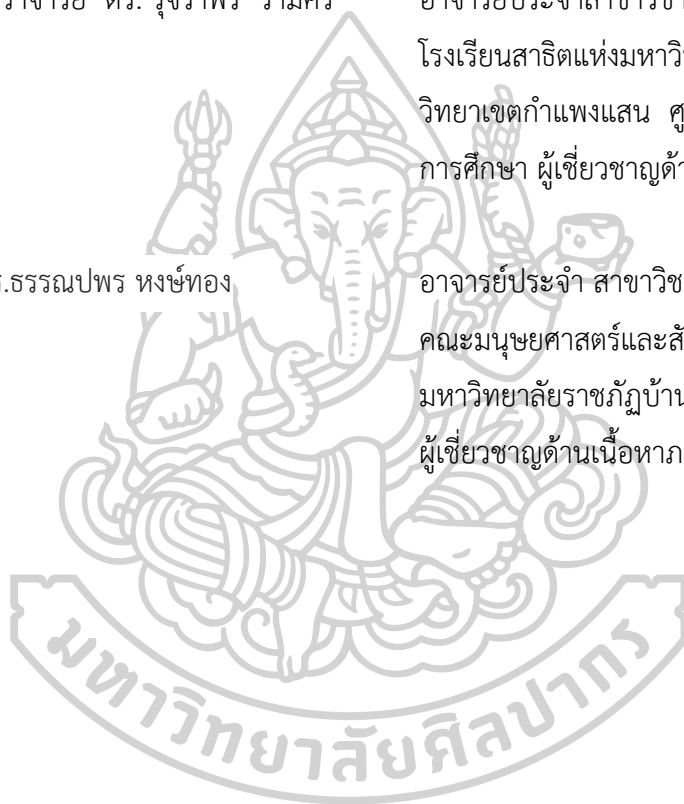 ดร. รุจิราพร รามศิริ
อาจารย์ประจำสาขาวิชา
โรงเรียนสาธิตแห่งมหาวิ
วิทยาเขตกำแพงแสน ศู
การศึกษา ผู้เชี่ยวชาญด้า
ร.ธรรณปพร หงษ์ทอง
อาจารย์ประจำ สาขาวิช
คณะมนุษยศาสตร์และสั
มหาวิทยาลัยราชภัฏบ้าน
ผู้เชี่ยวชาญด้านเนื้อหาภ
มหาวิทยาลัยศิลปากร